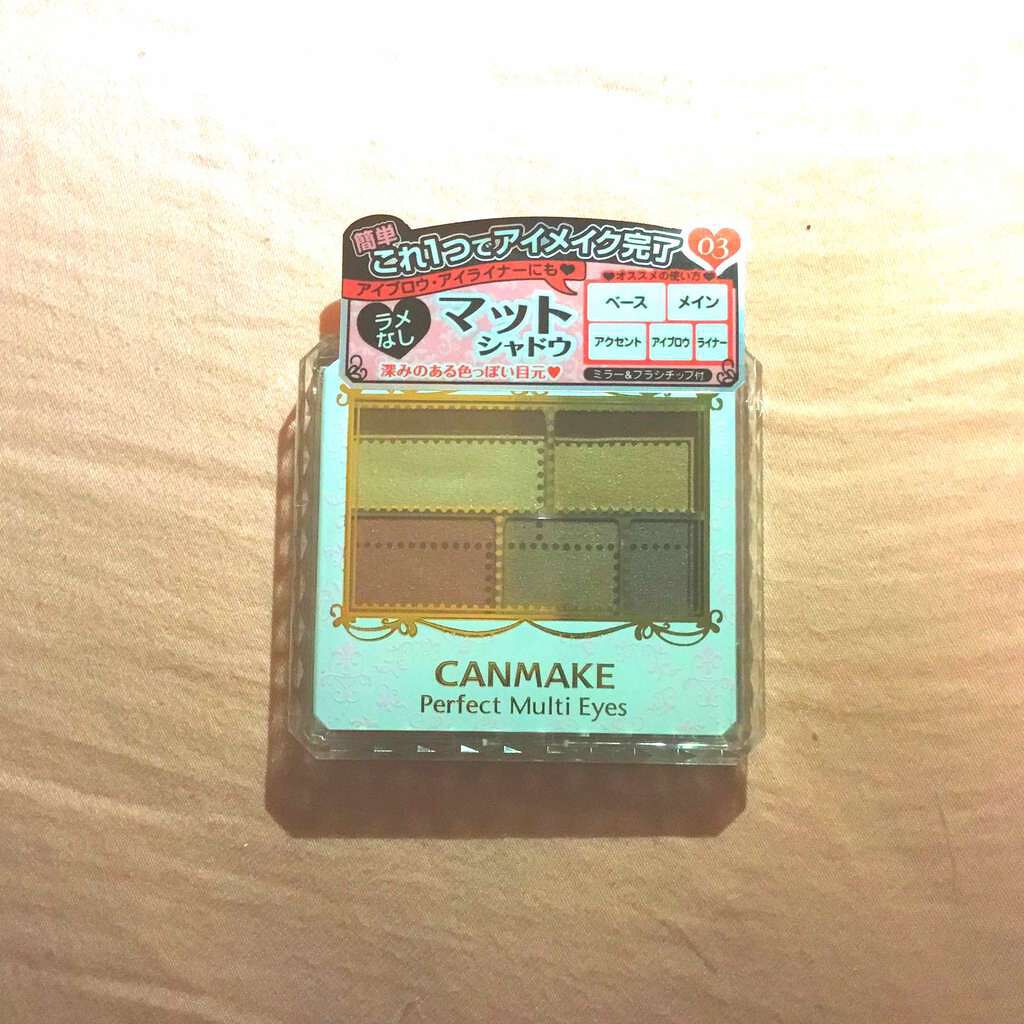 簡単
これ1つでアイメイク完了
03
アイブロウ・アイライナーにも♥
♥オススメの使い方♥
ラメ
なし
マット
シャドウ
ベース
メイン
アクセント
アイブロウ
ライナー
深みのある色っぽい目元♥
ミラー&ブラシチップ付
CANMAKE
Perfect Multi Eyes